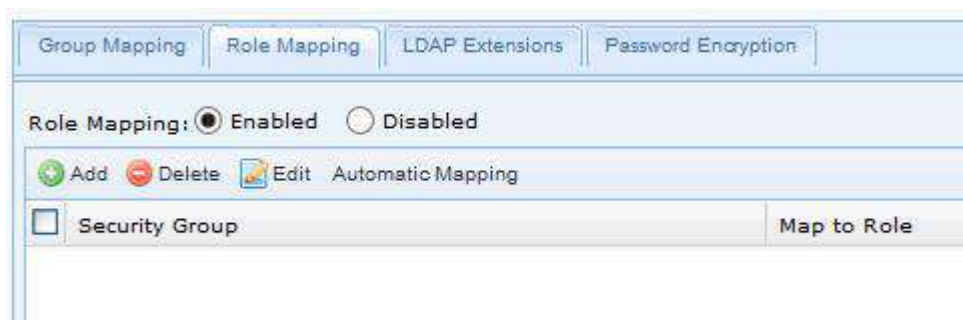 Group Mapping Role Mapping LDAP Extensions Password Encryption
Role Mapping: Enabled Disabled
Add Delete Edit Automatic Mapping
Security Group Map to Role